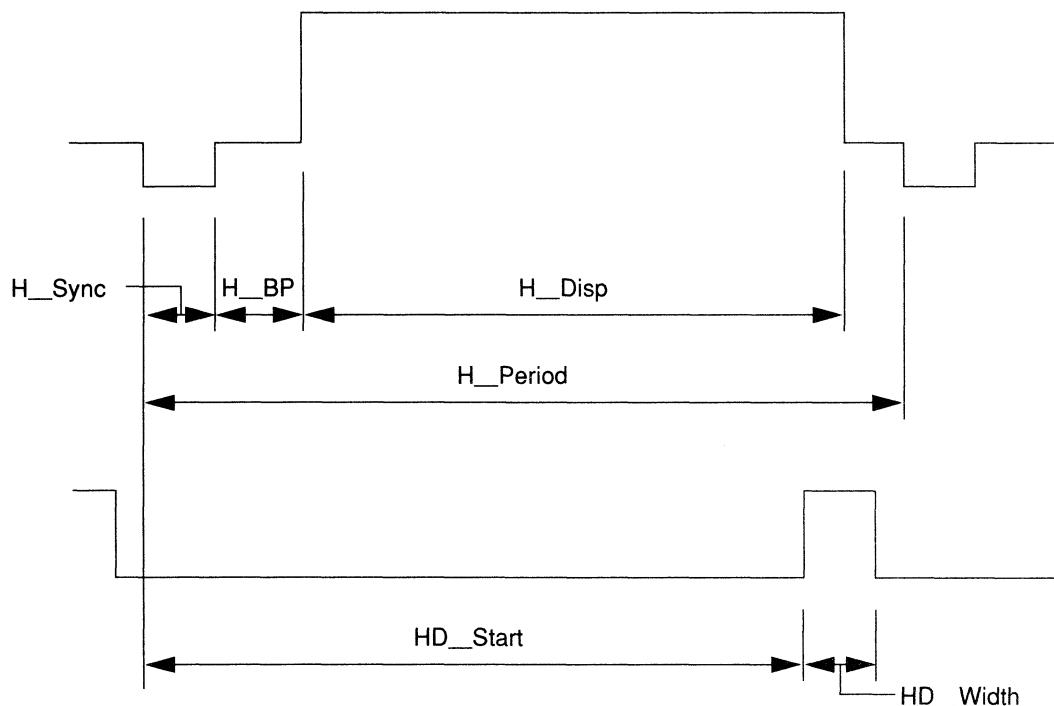 H__Sync
H__BP
H__Disp
H__Period
HD__Start
HD Width